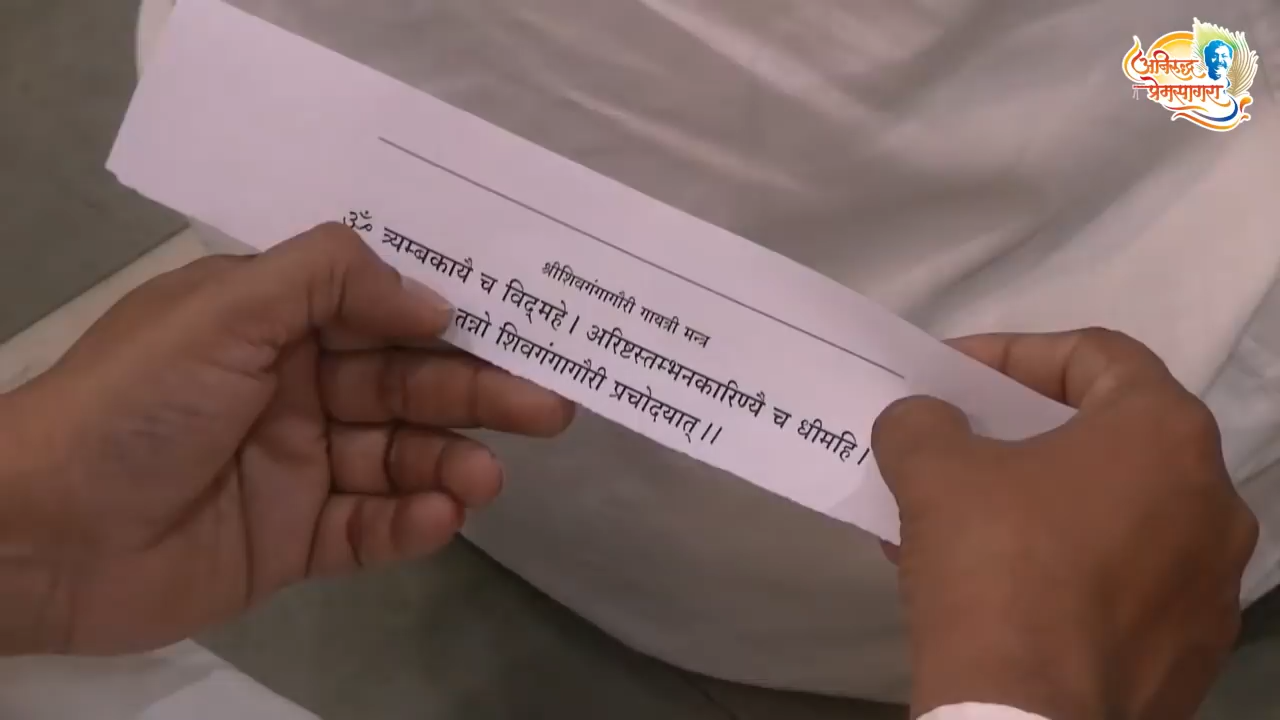 श्रीशिवगंगागौरी गायत्री मन्त्र
ॐ त्र्यम्बकायै च विद्‌महे। अरिष्टस्तम्भनकारिण्यै च धीमहि।
तन्नो शिवगंगागौरी प्रचोदयात्।।
अनिरुद्ध
प्रेमसागरा